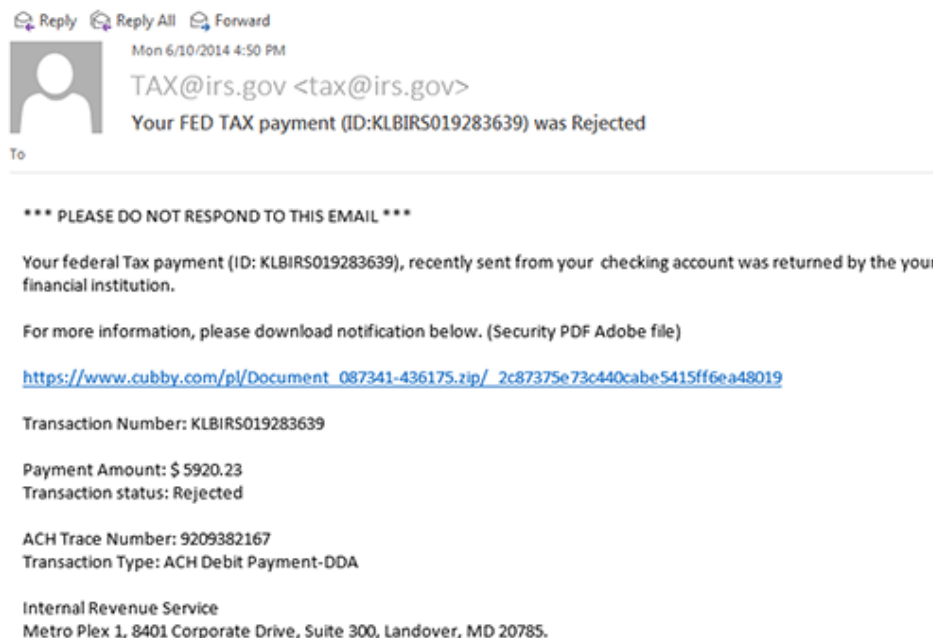 Reply Reply All Forward
Mon 6/10/2014 4:50 PM
TAX@irs.gov <tax@irs.gov>
Your FED TAX payment (ID:KLBIRS019283639) was Rejected
To
*** PLEASE DO NOT RESPOND TO THIS EMAIL ***
Your federal Tax payment (ID: KLBIRS019283639), recently sent from your checking account was returned by the your
financial institution.
For more information, please download notification below. (Security PDF Adobe file)
https://www.cubby.com/pl/Document_087341-436175.zip/_2c87375e73c440cabe5415ff6ea48019
Transaction Number: KLBIRS019283639
Payment Amount: $ 5920.23
Transaction status: Rejected
ACH Trace Number: 9209382167
Transaction Type: ACH Debit Payment-DDA
Internal Revenue Service
Metro Plex 1, 8401 Corporate Drive, Suite 300, Landover, MD 20785.